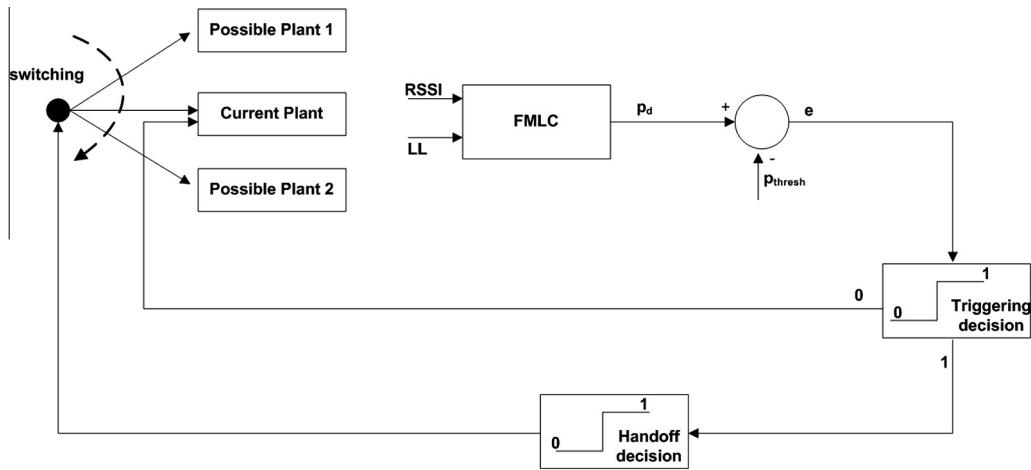 Possible Plant 1
switching
Current Plant
Possible Plant 2
RSSI
LL
FMLC
pd
+
-
pthresh
e
0
0
1
Triggering
decision
1
0
1
Handoff
decision